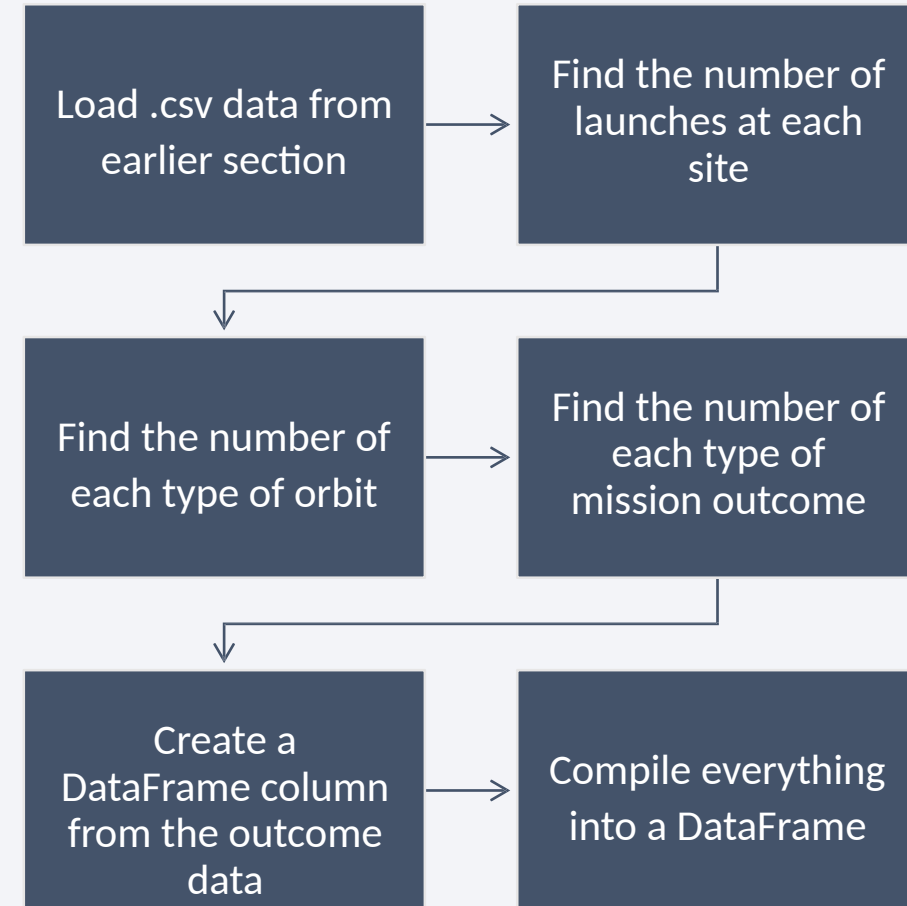 Load .csv data from
earlier section
Find the number of
launches at each
site
Find the number of
each type of orbit
Find the number of
each type of
mission outcome
Create a
DataFrame column
from the outcome
data
Compile everything
into a DataFrame